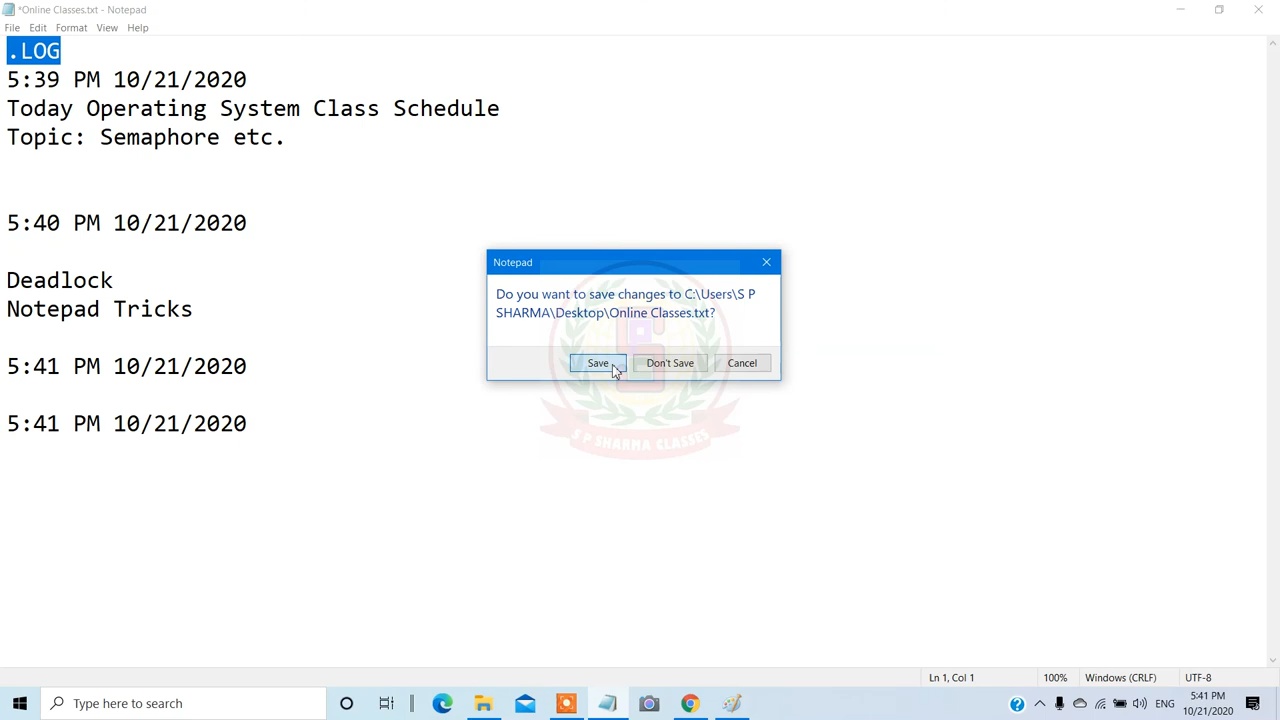 *Online Classes.txt - Notepad
File Edit Format View Help
.LOG
5:39 PM 10/21/2020
Today Operating System Class Schedule
Topic: Semaphore etc.
5:40 PM 10/21/2020
Deadlock
Notepad Tricks
5:41 PM 10/21/2020
5:41 PM 10/21/2020
Notepad
Do you want to save changes to C:\Users\S P
SHARMA\Desktop\Online Classes.txt?
Save Don't Save Cancel
S P SHARMA CLASSES
Ln 1, Col 1 100% Windows (CRLF) UTF-8
Type here to search
ENG
5:41 PM
10/21/2020